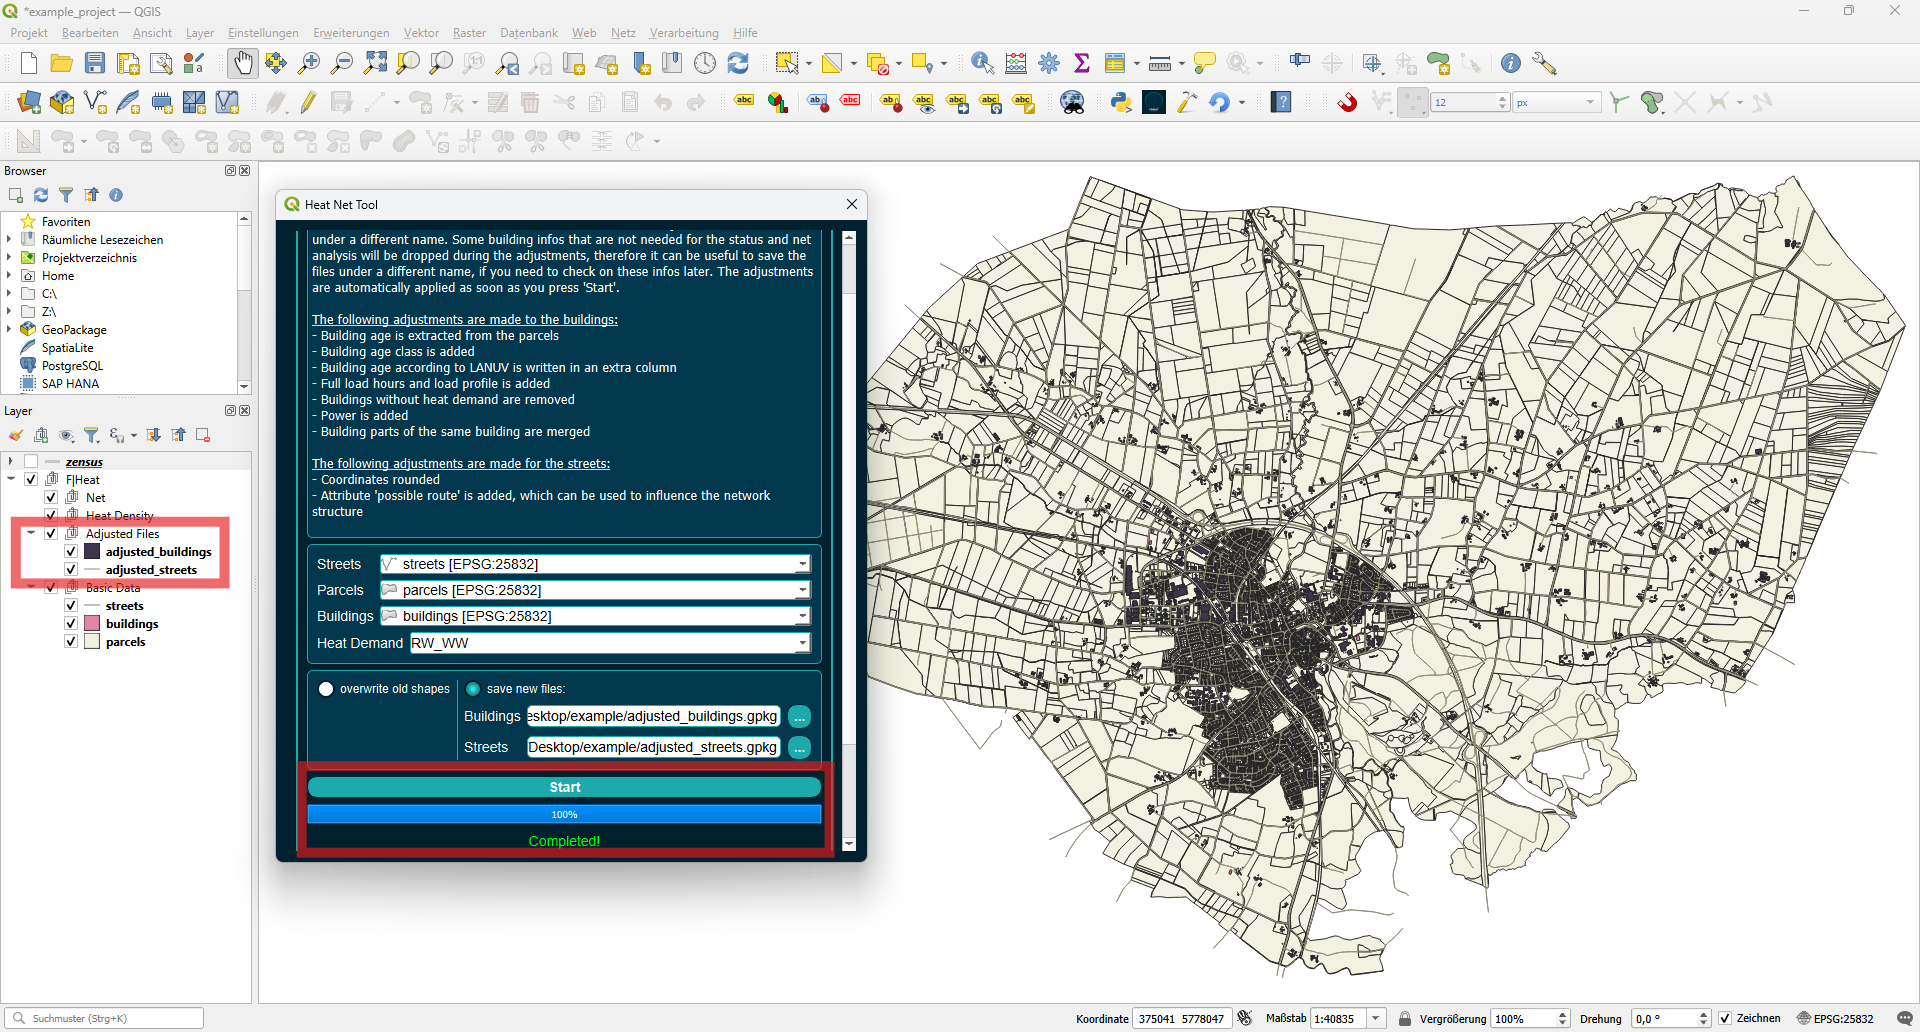 *example_project — QGIS
Projekt Bearbeiten Ansicht Layer Einstellungen Erweiterungen Vektor Raster Datenbank Web Netz Verarbeitung Hilfe
12 px
Browser
Favoriten
Räumliche Lesezeichen
Projektverzeichnis
Home
C:\
Z:\
GeoPackage
SpatiaLite
PostgreSQL
SAP HANA
Layer
zensus
F|Heat
Net
Heat Density
Adjusted Files
adjusted_buildings
adjusted_streets
Basic Data
streets
buildings
parcels
Heat Net Tool
under a different name. Some building infos that are not needed for the status and net
analysis will be dropped during the adjustments, therefore it can be useful to save the
files under a different name, if you need to check on these infos later. The adjustments
are automatically applied as soon as you press 'Start'.
The following adjustments are made to the buildings:
- Building age is extracted from the parcels
- Building age class is added
- Building age according to LANUV is written in an extra column
- Full load hours and load profile is added
- Buildings without heat demand are removed
- Power is added
- Building parts of the same building are merged
The following adjustments are made for the streets:
- Coordinates rounded
- Attribute 'possible route' is added, which can be used to influence the network
structure
Streets streets [EPSG:25832]
Parcels parcels [EPSG:25832]
Buildings buildings [EPSG:25832]
Heat Demand RW_WW
overwrite old shapes save new files:
Buildings esktop/example/adjusted_buildings.gpkg ...
Streets Desktop/example/adjusted_streets.gpkg ...
Start
100%
Completed!
Suchmuster (Strg+K) Koordinate 375041 5778047 Maßstab 1:40835 Vergrößerung 100% Drehung 0,0 ° Zeichnen EPSG:25832